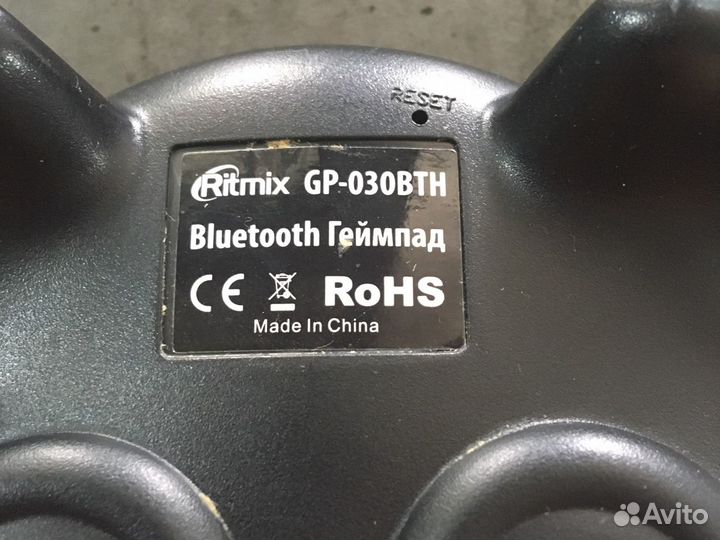 RESET
Ritmix GP-030BTH
Bluetooth Геймпад
CE RoHS
Made In China
Avito